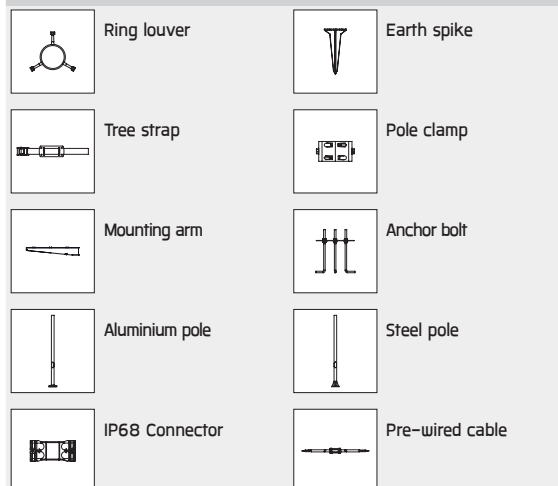 Ring louver
Earth spike
Tree strap
Pole clamp
Mounting arm
Anchor bolt
Aluminium pole
Steel pole
IP68 Connector
Pre-wired cable